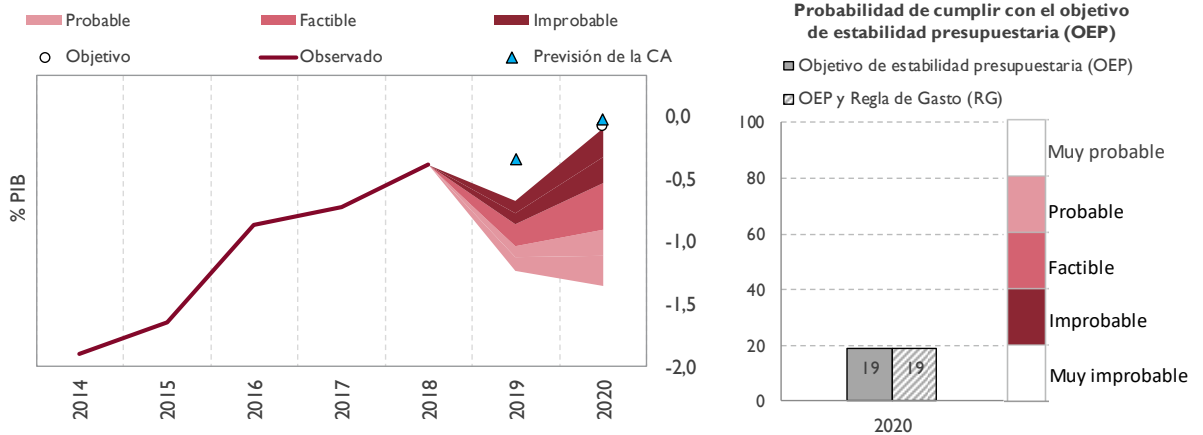 Probable
Factible
Improbable
Objetivo
Observado
Previsión de la CA
% PIB
0,0
-0,5
-1,0
-1,5
-2,0
2014
2015
2016
2017
2018
2019
2020
Probabilidad de cumplir con el objetivo
de estabilidad presupuestaria (OEP)
Objetivo de estabilidad presupuestaria (OEP)
OEP y Regla de Gasto (RG)
100
80
60
40
20
0
19
19
2020
Muy probable
Probable
Factible
Improbable
Muy improbable